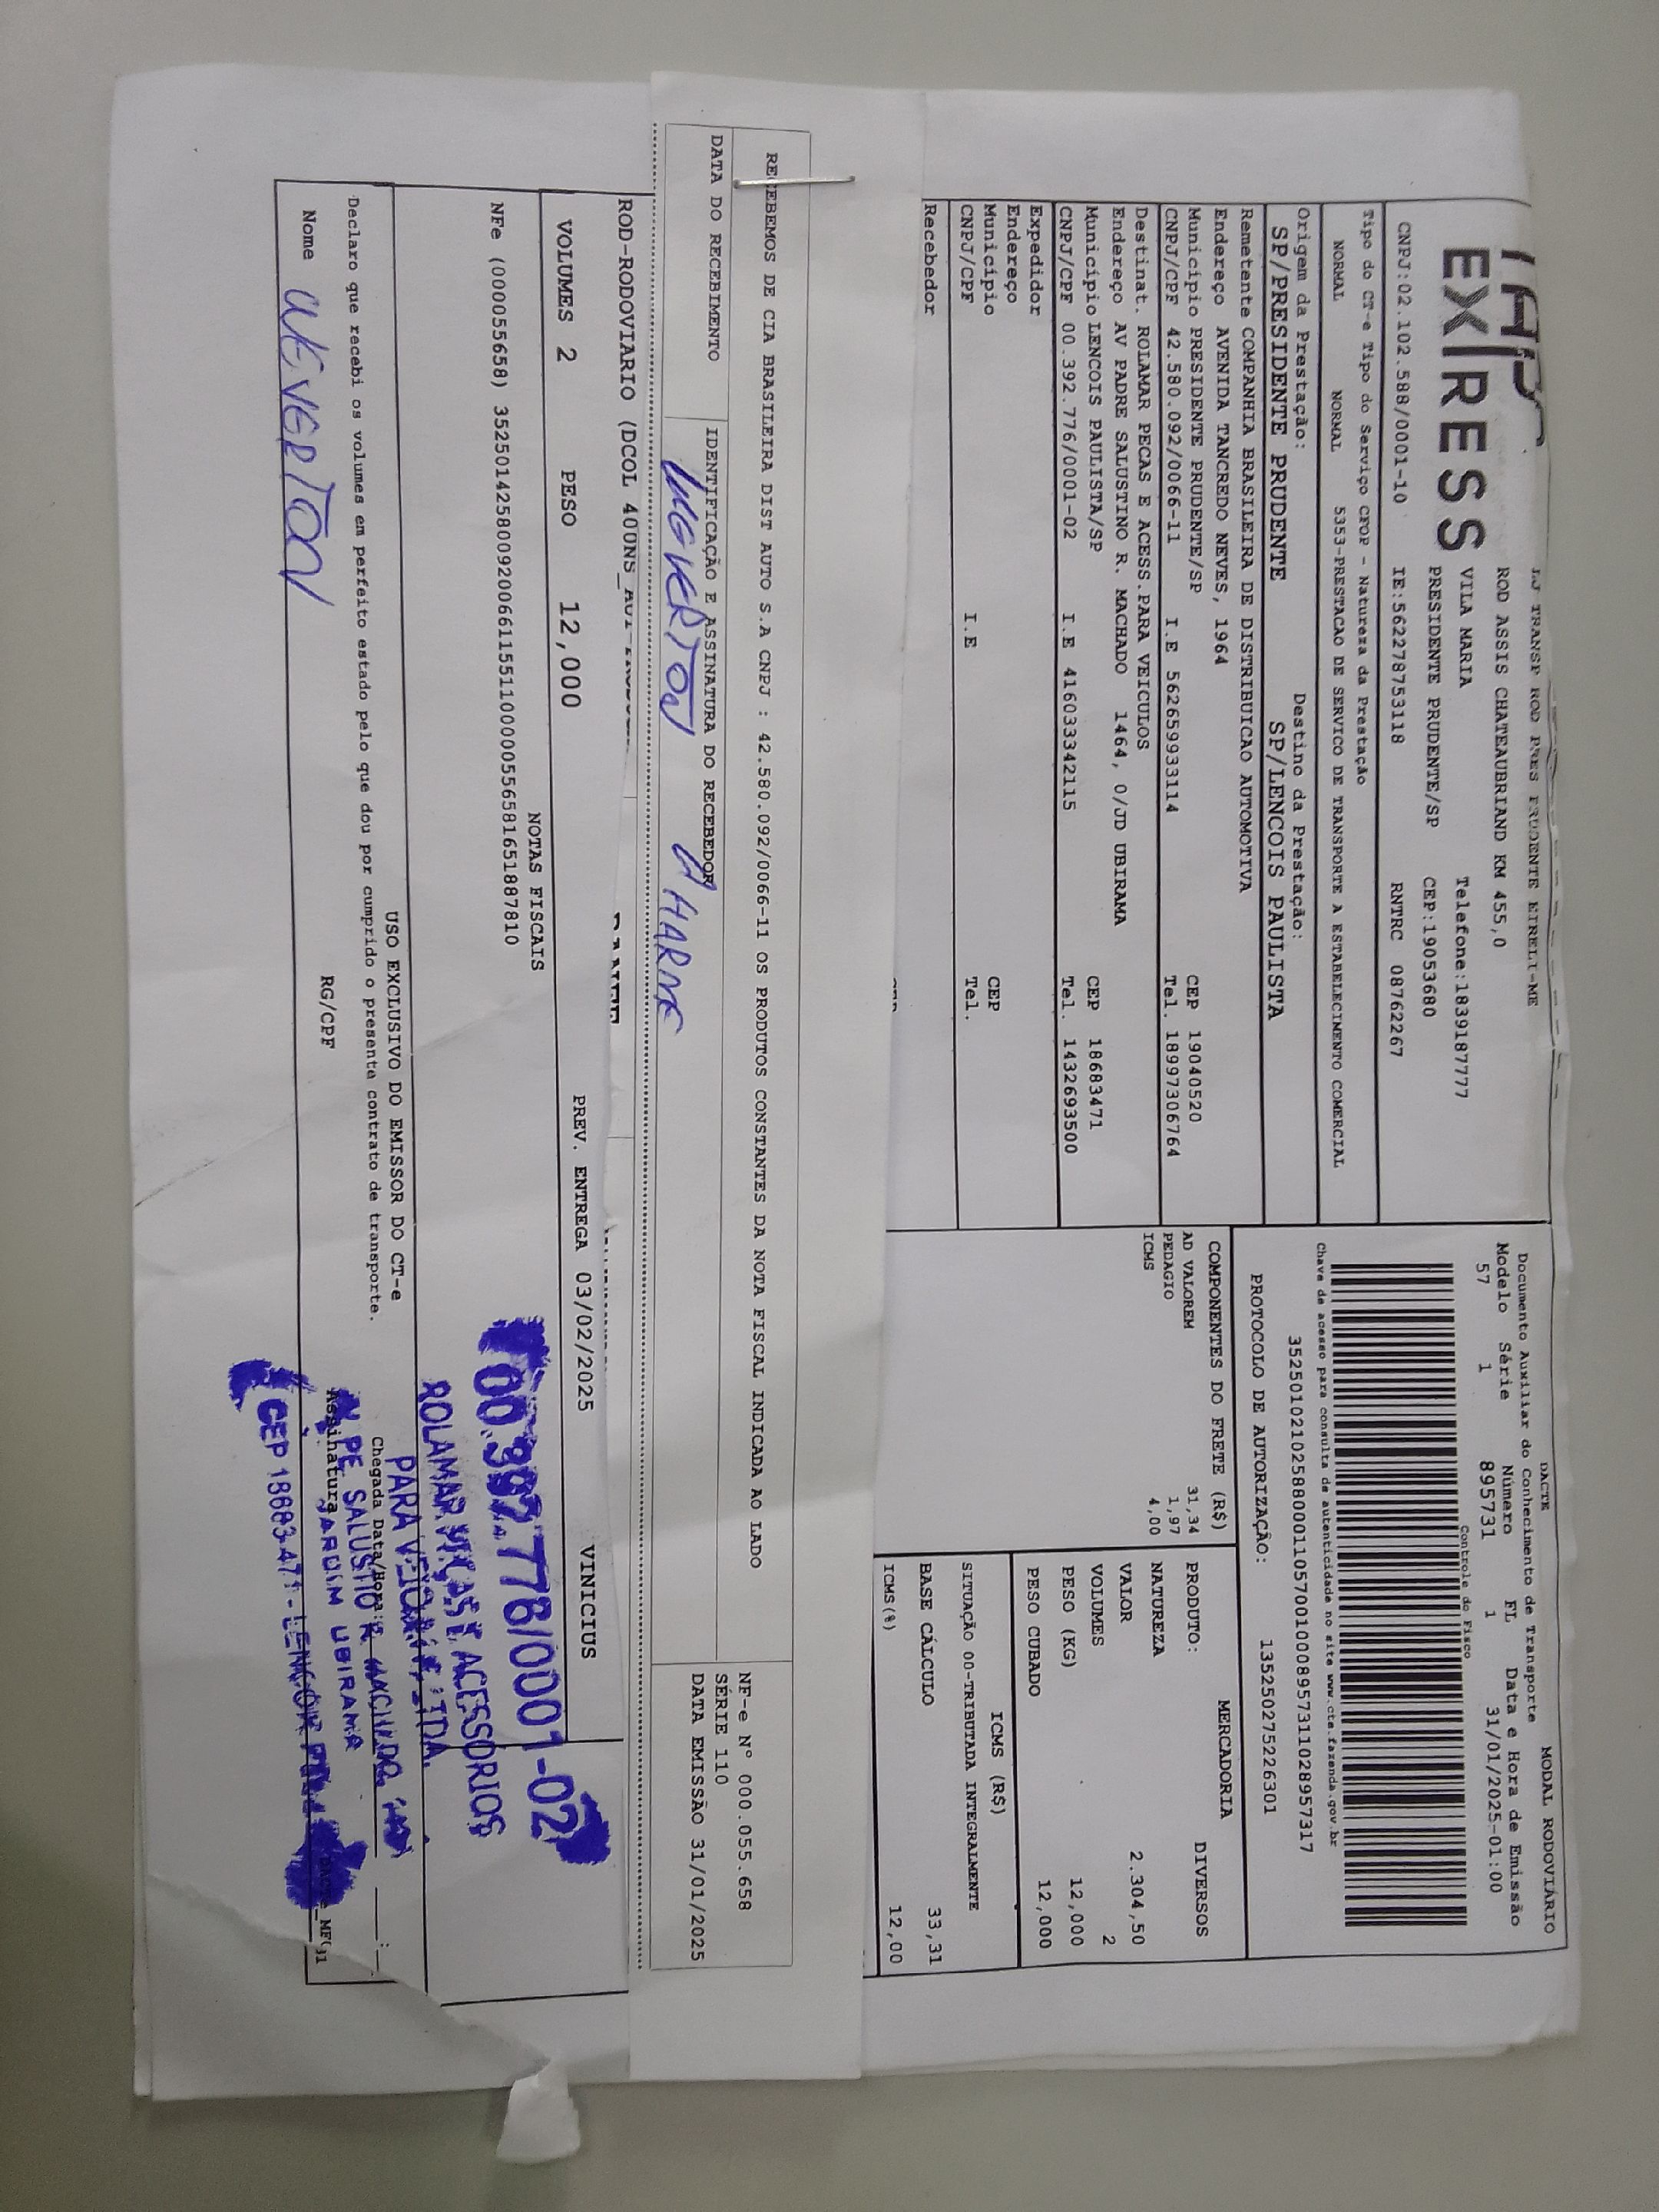 EXPRESS
LJ TRANSP ROD PRES PRUDENTE EIRELI-ME
ROD ASSIS CHATEAUBRIAND KM 455,0
VILA MARIA Telefone:1839187777
PRESIDENTE PRUDENTE/SP CEP:19053680
CNPJ:02.102.588/0001-10 IE:562278753118 RNTRC 08762267
Tipo do CT-e Tipo do Serviço CFOP - Natureza da Prestação
NORMAL NORMAL 5353-PRESTACAO DE SERVICO DE TRANSPORTE A ESTABELECIMENTO COMERCIAL
Origem da Prestação: Destino da Prestação:
SP/PRESIDENTE PRUDENTE SP/LENCOIS PAULISTA
Remetente COMPANHIA BRASILEIRA DE DISTRIBUICAO AUTOMOTIVA
Endereço AVENIDA TANCREDO NEVES, 1964
Município PRESIDENTE PRUDENTE/SP CEP 19040520
CNPJ/CPF 42.580.092/0066-11 I.E 562659933114 Tel. 18997306764
Destinat. ROLAMAR PECAS E ACESS.PARA VEICULOS
Endereço AV PADRE SALUSTINO R. MACHADO 1464, 0/JD UBIRAMA
Município LENCOIS PAULISTA/SP CEP 18683471
CNPJ/CPF 00.392.776/0001-02 I.E 416033342115 Tel. 1432693500
Expedidor
Endereço
Município CEP
CNPJ/CPF I.E Tel.
Recebedor
DACTE MODAL RODOVIÁRIO
Documento Auxiliar do Conhecimento de Transporte
Modelo Série Número FL Data e Hora de Emissão
57 1 895731 1 31/01/2025-01:00
Controle do Fisco
35250102102588000110570010008957311028957317
Chave de acesso para consulta de autenticidade no site www.cte.fazenda.gov.br
PROTOCOLO DE AUTORIZAÇÃO: 135250275226301
COMPONENTES DO FRETE (R$)
AD VALOREM 31,34
PEDAGIO 1,97
ICMS 4,00
MERCADORIA
PRODUTO: DIVERSOS
NATUREZA
VALOR 2.304,50
VOLUMES 2
PESO (KG) 12,000
PESO CUBADO 12,000
ICMS (R$)
SITUAÇÃO 00-TRIBUTADA INTEGRALMENTE
BASE CÁLCULO 33,31
ICMS(%) 12,00
RECEBEMOS DE CIA BRASILEIRA DIST AUTO S.A CNPJ : 42.580.092/0066-11 OS PRODUTOS CONSTANTES DA NOTA FISCAL INDICADA AO LADO
NF-e Nº 000.055.658
SÉRIE 110
DATA EMISSÃO 31/01/2025
DATA DO RECEBIMENTO IDENTIFICAÇÃO E ASSINATURA DO RECEBEDOR
WEVERTON
ROD-RODOVIARIO (DCOL 40UNS
VOLUMES 2 PESO 12,000 PREV. ENTREGA 03/02/2025 VINICIUS
NOTAS FISCAIS
NFe (000055658) 35250142580092006611551100000556581651887810
00.392.776/0001-02
ROLAMAR PEÇAS E ACESSÓRIOS
PARA VEÍCULOS LTDA.
PE SALUSTIO R. MACHADO
JARDIM UBIRAMA
CEP 18683-471 -
USO EXCLUSIVO DO EMISSOR DO CT-e
Declaro que recebi os volumes em perfeito estado pelo que dou por cumprido o presente contrato de transporte.
Chegada Data/Hora:
Nome WEVERTON RG/CPF Assinatura